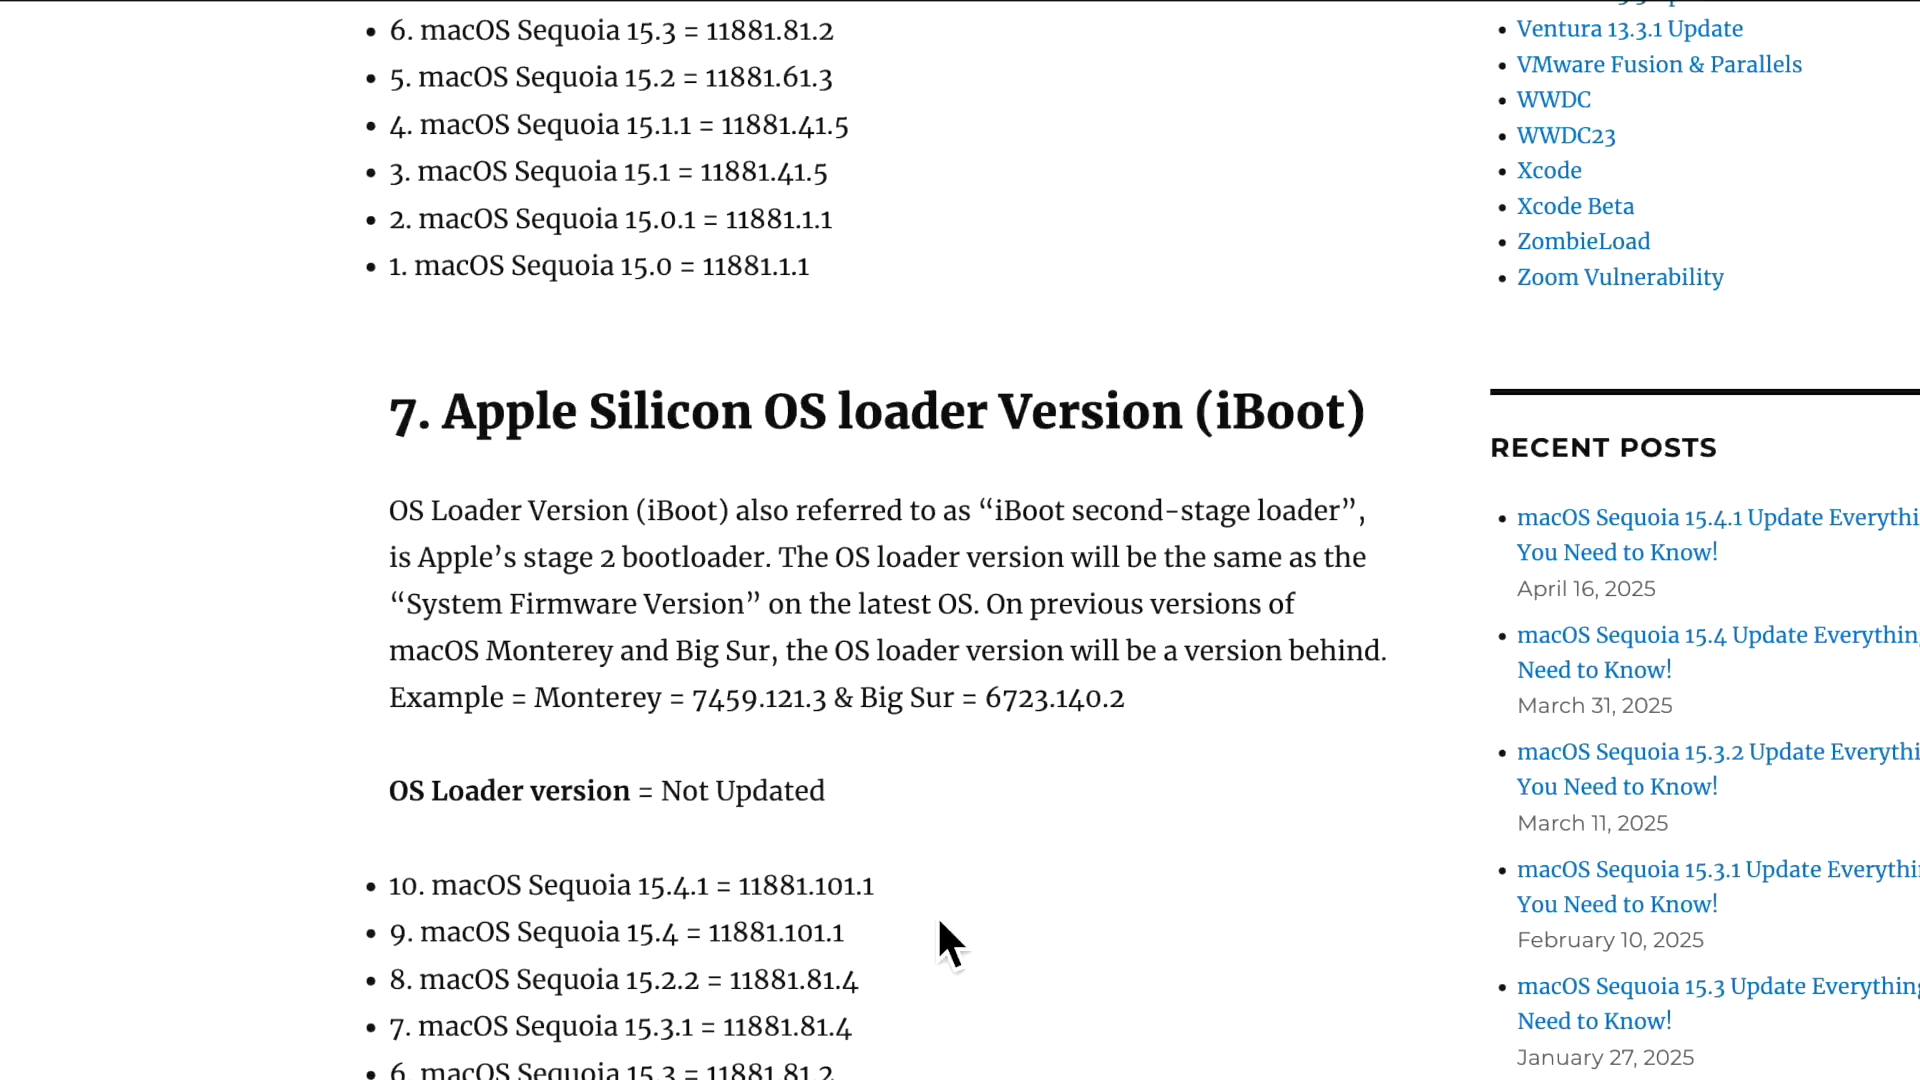 6. macOS Sequoia 15.3 = 11881.81.2
5. macOS Sequoia 15.2 = 11881.61.3
4. macOS Sequoia 15.1.1 = 11881.41.5
3. macOS Sequoia 15.1 = 11881.41.5
2. macOS Sequoia 15.0.1 = 11881.1.1
1. macOS Sequoia 15.0 = 11881.1.1
7. Apple Silicon OS loader Version (iBoot)
OS Loader Version (iBoot) also referred to as “iBoot second-stage loader”,
is Apple’s stage 2 bootloader. The OS loader version will be the same as the
“System Firmware Version” on the latest OS. On previous versions of
macOS Monterey and Big Sur, the OS loader version will be a version behind.
Example = Monterey = 7459.121.3 & Big Sur = 6723.140.2
OS Loader version = Not Updated
10. macOS Sequoia 15.4.1 = 11881.101.1
9. macOS Sequoia 15.4 = 11881.101.1
8. macOS Sequoia 15.2.2 = 11881.81.4
7. macOS Sequoia 15.3.1 = 11881.81.4
6. macOS Sequoia 15.3 = 11881.81.2
Ventura 13.3.1 Update
VMware Fusion & Parallels
WWDC
WWDC23
Xcode
Xcode Beta
ZombieLoad
Zoom Vulnerability
RECENT POSTS
macOS Sequoia 15.4.1 Update Everythi
You Need to Know!
April 16, 2025
macOS Sequoia 15.4 Update Everythin
Need to Know!
March 31, 2025
macOS Sequoia 15.3.2 Update Everythi
You Need to Know!
March 11, 2025
macOS Sequoia 15.3.1 Update Everythi
You Need to Know!
February 10, 2025
macOS Sequoia 15.3 Update Everything
Need to Know!
January 27, 2025